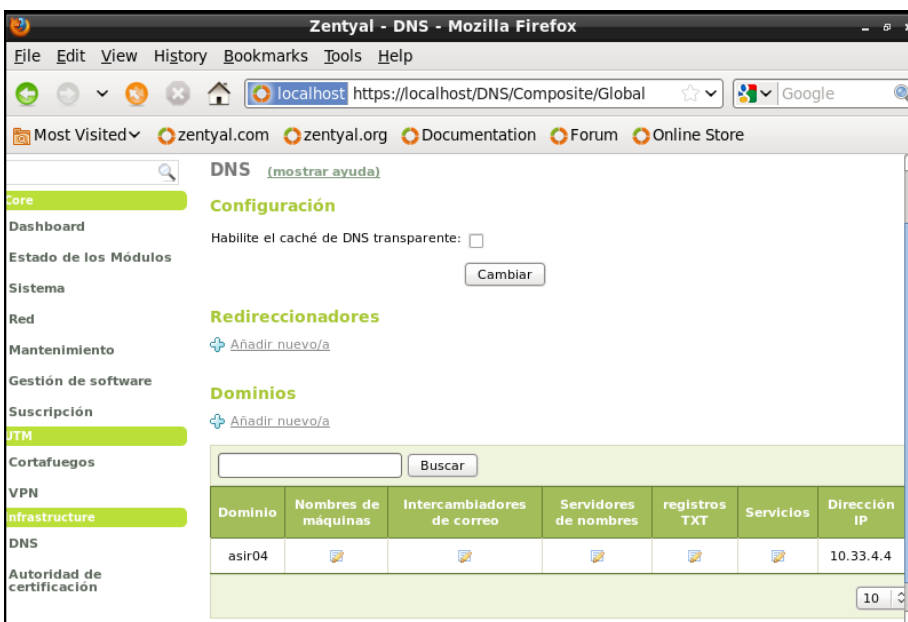 Zentyal - DNS - Mozilla Firefox
File Edit View History Bookmarks Tools Help
localhost https://localhost/DNS/Composite/Global
Google
Most Visited zentyal.com zentyal.org Documentation Forum Online Store
Core
Dashboard
Estado de los Módulos
Sistema
Red
Mantenimiento
Gestión de software
Suscripción
UTM
Cortafuegos
VPN
Infrastructure
DNS
Autoridad de
certificación
DNS (mostrar ayuda)
Configuración
Habilite el caché de DNS transparente:
Cambiar
Redireccionadores
Añadir nuevo/a
Dominios
Añadir nuevo/a
Buscar
Dominio
Nombres de
máquinas
Intercambiadores
de correo
Servidores
de nombres
registros
TXT
Servicios
Dirección
IP
asir04
10.33.4.4
10